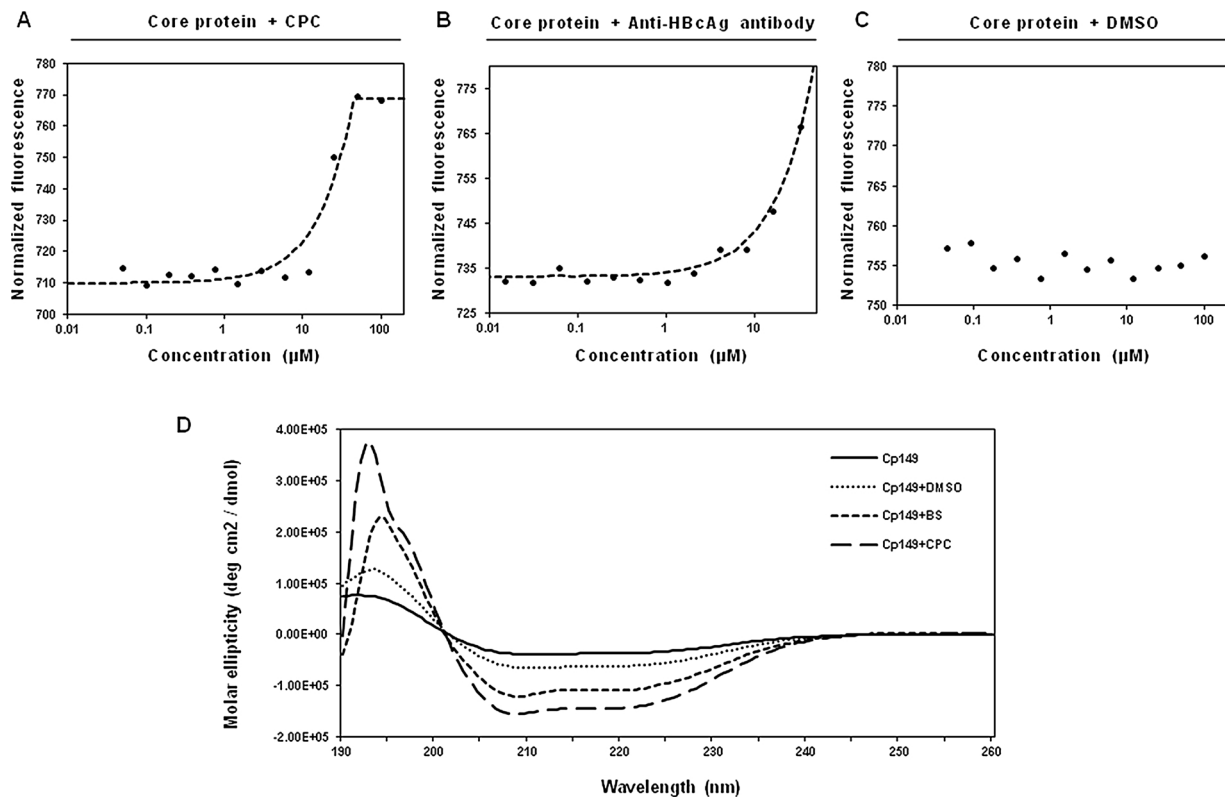 A
Core protein + CPC
B
Core protein + Anti-HBcAg antibody
C
Core protein + DMSO
Normalized fluorescence
780
770
760
750
740
730
720
710
700
0.01
0.1
1
10
100
Concentration (µM)
Normalized fluorescence
775
765
755
745
735
725
0.01
0.1
1
10
Concentration (µM)
Normalized fluorescence
780
775
770
765
760
755
750
0.01
0.1
1
10
100
Concentration (µM)
D
Molar ellipticity (deg cm2 / dmol)
4.00E+05
3.00E+05
2.00E+05
1.00E+05
0.00E+00
-1.00E+05
-2.00E+05
190
200
210
220
230
240
250
260
Wavelength (nm)
Cp149
Cp149+DMSO
Cp149+BS
Cp149+CPC